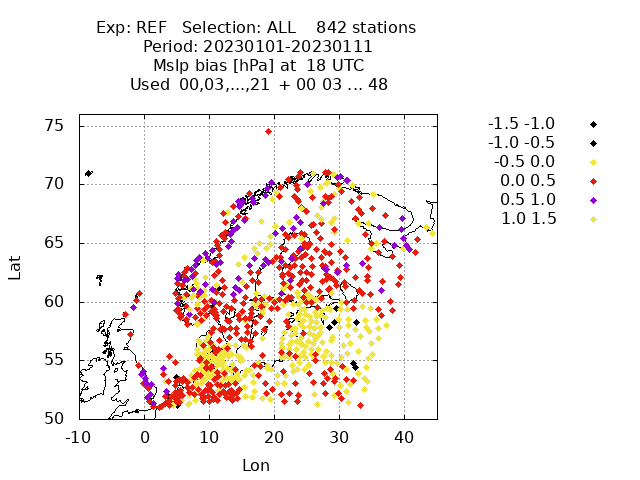 Exp: REF Selection: ALL 842 stations
Period: 20230101-20230111
Mslp bias [hPa] at 18 UTC
Used 00,03,...,21 + 00 03 ... 48
75
70
65
60
55
50
-10 0 10 20 30 40
Lat
Lon
-1.5 -1.0
-1.0 -0.5
-0.5 0.0
0.0 0.5
0.5 1.0
1.0 1.5